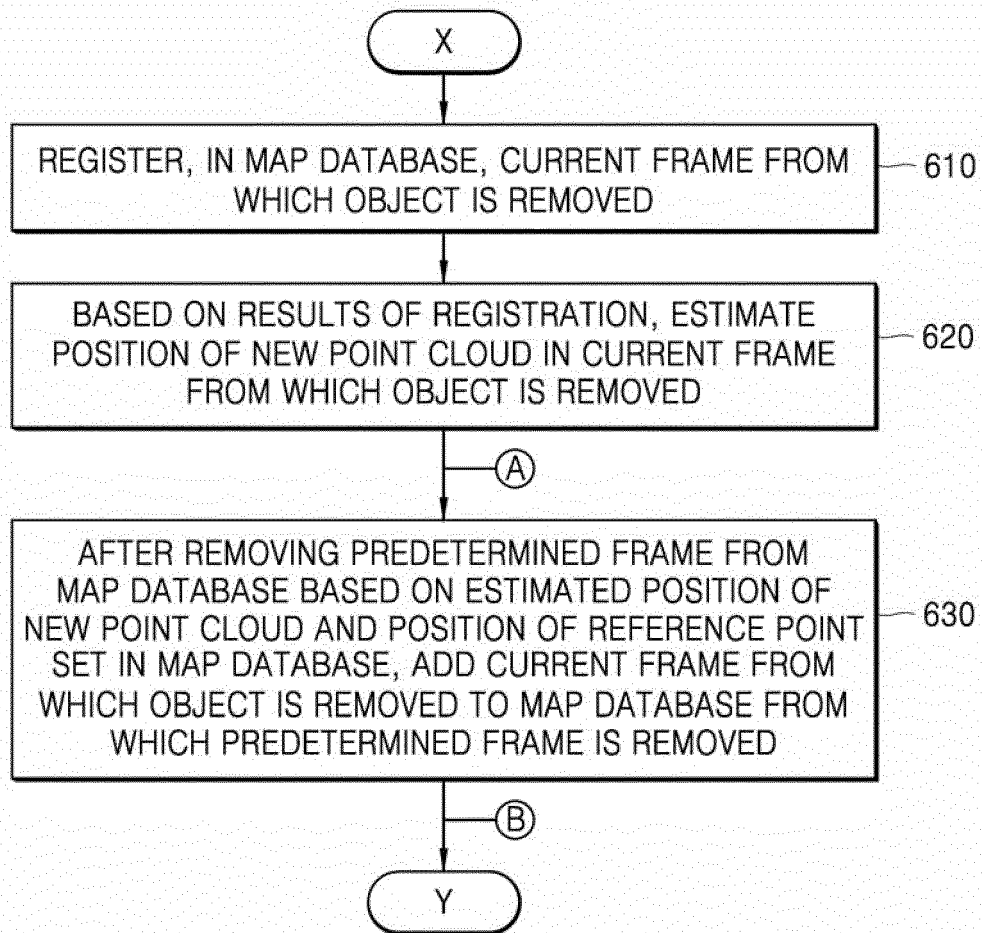 X
REGISTER, IN MAP DATABASE, CURRENT FRAME FROM
WHICH OBJECT IS REMOVED
610
BASED ON RESULTS OF REGISTRATION, ESTIMATE
POSITION OF NEW POINT CLOUD IN CURRENT FRAME
FROM WHICH OBJECT IS REMOVED
620
A
AFTER REMOVING PREDETERMINED FRAME FROM
MAP DATABASE BASED ON ESTIMATED POSITION OF
NEW POINT CLOUD AND POSITION OF REFERENCE POINT
SET IN MAP DATABASE, ADD CURRENT FRAME FROM
WHICH OBJECT IS REMOVED TO MAP DATABASE FROM
WHICH PREDETERMINED FRAME IS REMOVED
630
B
Y